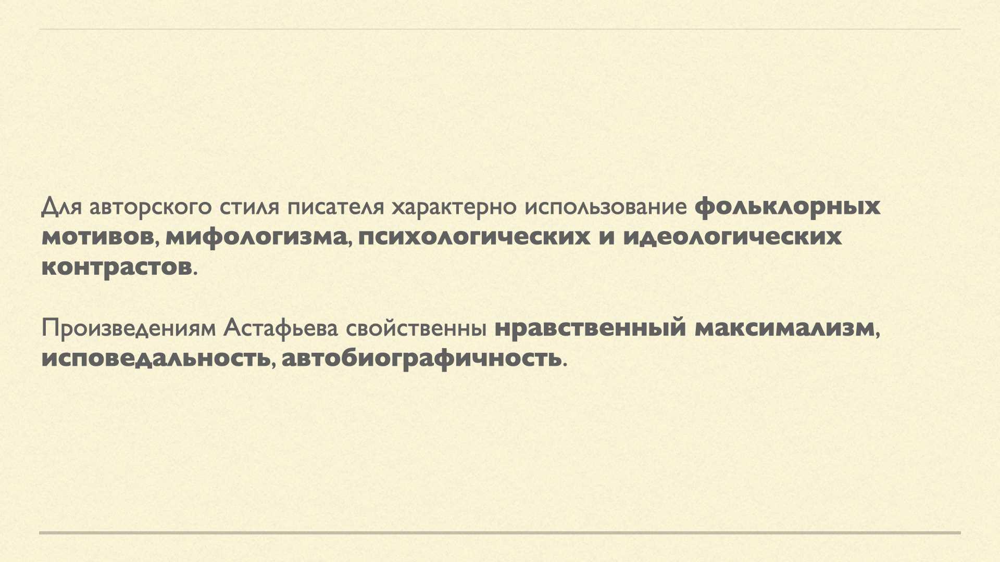 Для авторского стиля писателя характерно использование фольклорных
мотивов, мифологизма, психологических и идеологических
контрастов.
Произведениям Астафьева свойственны нравственный максимализм,
исповедальность, автобиографичность.